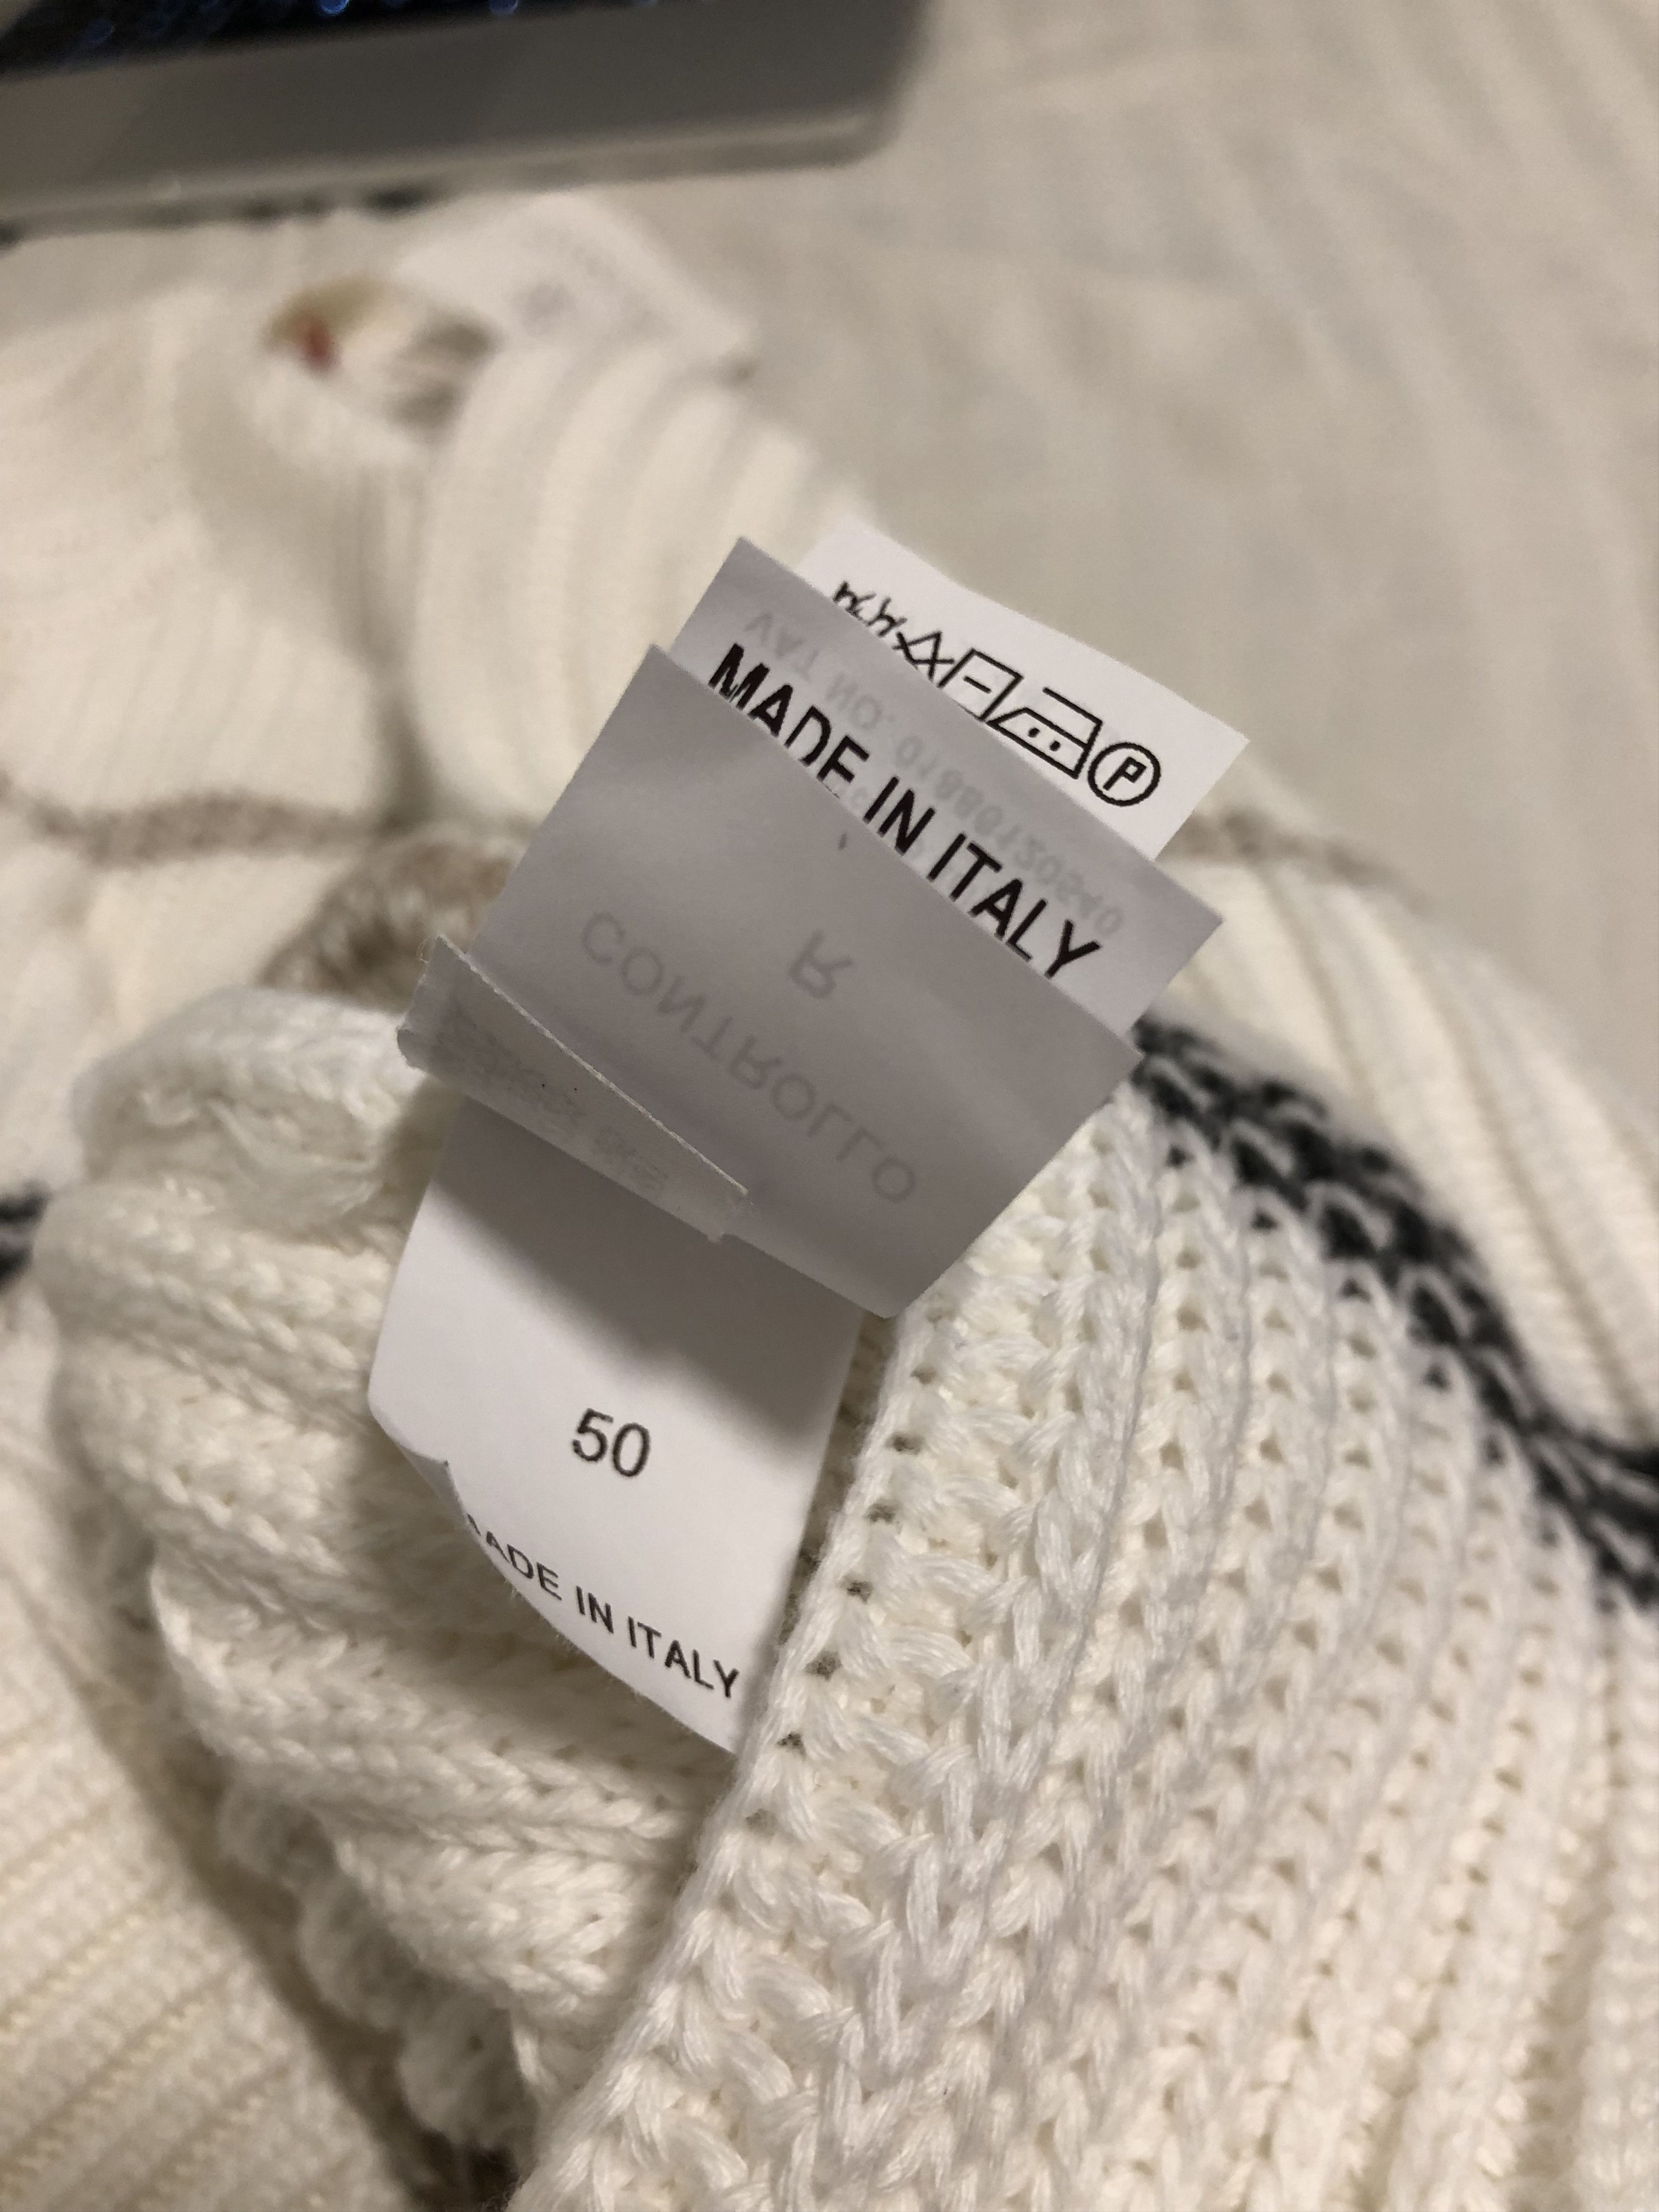 MADE IN ITALY
R
CONTROLLO
50
MADE IN ITALY
P